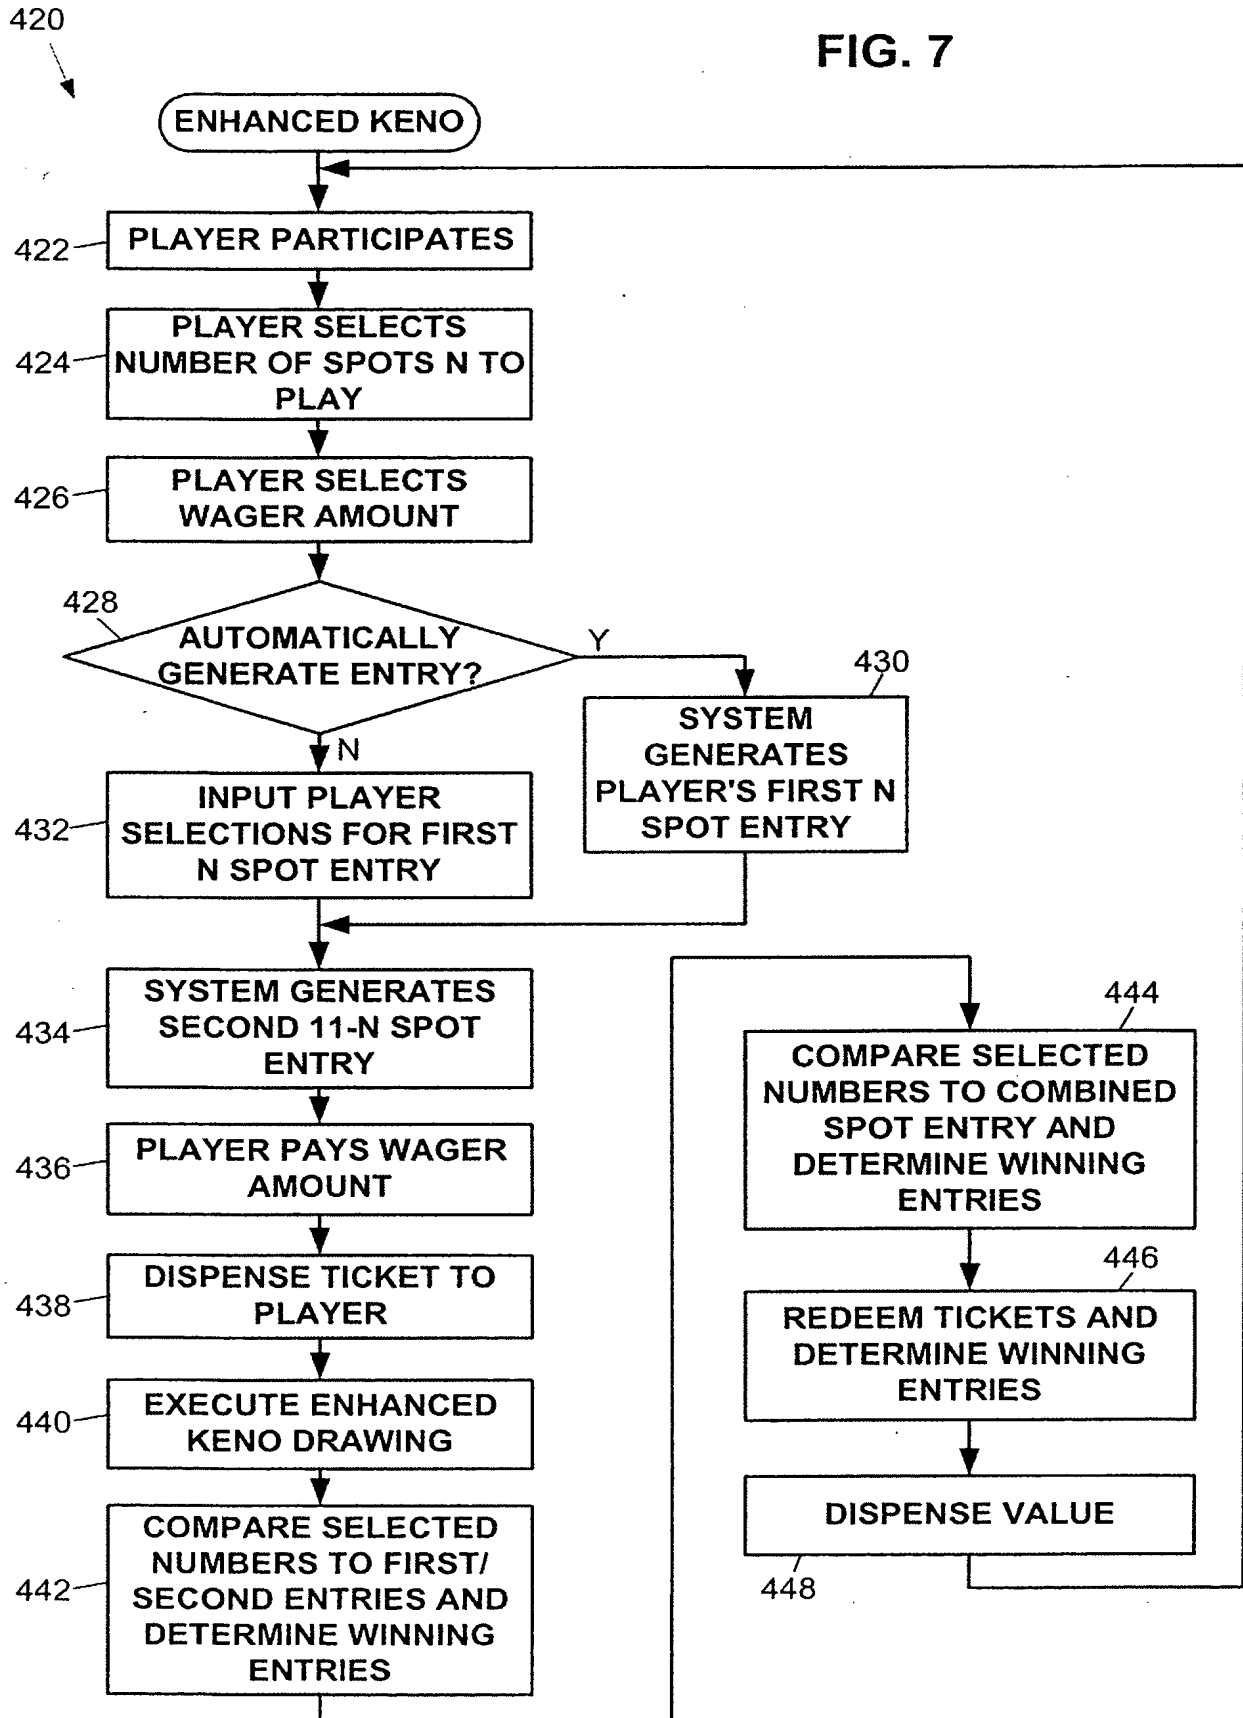 420
FIG. 7
ENHANCED KENO
422
PLAYER PARTICIPATES
424
PLAYER SELECTS
NUMBER OF SPOTS N TO
PLAY
426
PLAYER SELECTS
WAGER AMOUNT
428
AUTOMATICALLY
GENERATE ENTRY?
Y
N
430
SYSTEM
GENERATES
PLAYER'S FIRST N
SPOT ENTRY
432
INPUT PLAYER
SELECTIONS FOR FIRST
N SPOT ENTRY
434
SYSTEM GENERATES
SECOND 11-N SPOT
ENTRY
436
PLAYER PAYS WAGER
AMOUNT
438
DISPENSE TICKET TO
PLAYER
440
EXECUTE ENHANCED
KENO DRAWING
442
COMPARE SELECTED
NUMBERS TO FIRST/
SECOND ENTRIES AND
DETERMINE WINNING
ENTRIES
444
COMPARE SELECTED
NUMBERS TO COMBINED
SPOT ENTRY AND
DETERMINE WINNING
ENTRIES
446
REDEEM TICKETS AND
DETERMINE WINNING
ENTRIES
DISPENSE VALUE
448